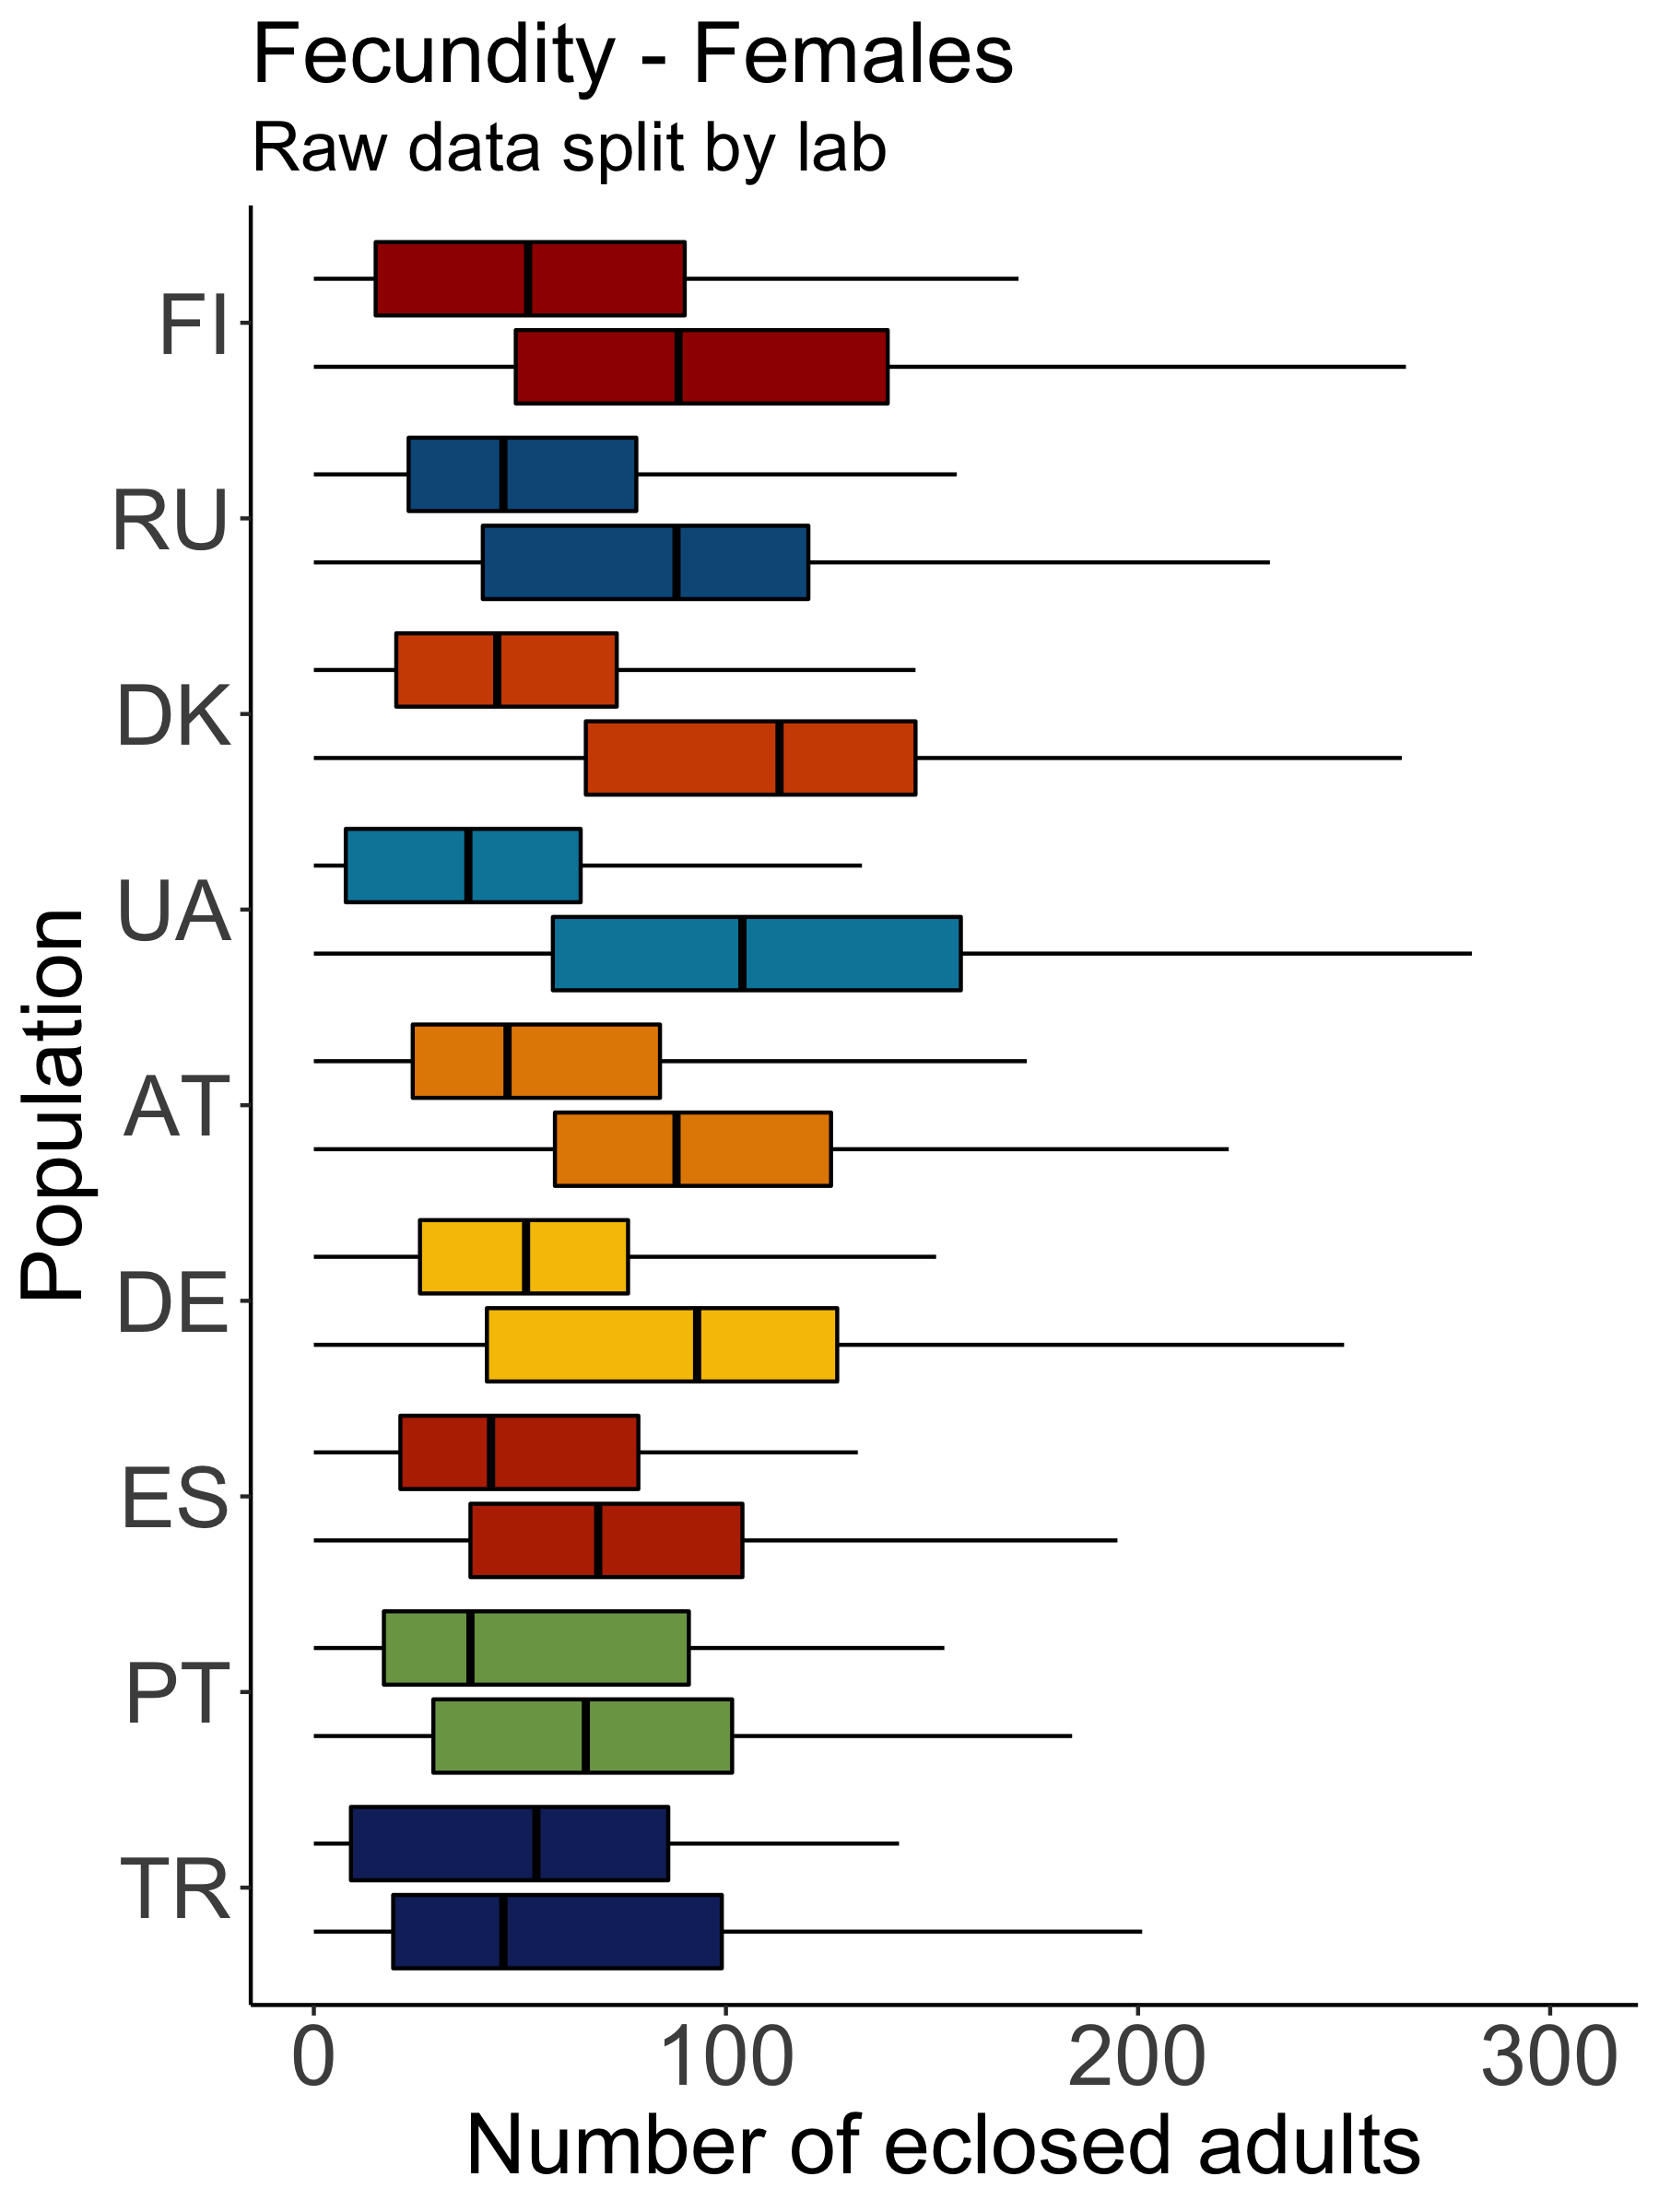 Fecundity - Females
Raw data split by lab
Population
FI
RU
DK
UA
AT
DE
ES
PT
TR
0 100 200 300
Number of eclosed adults